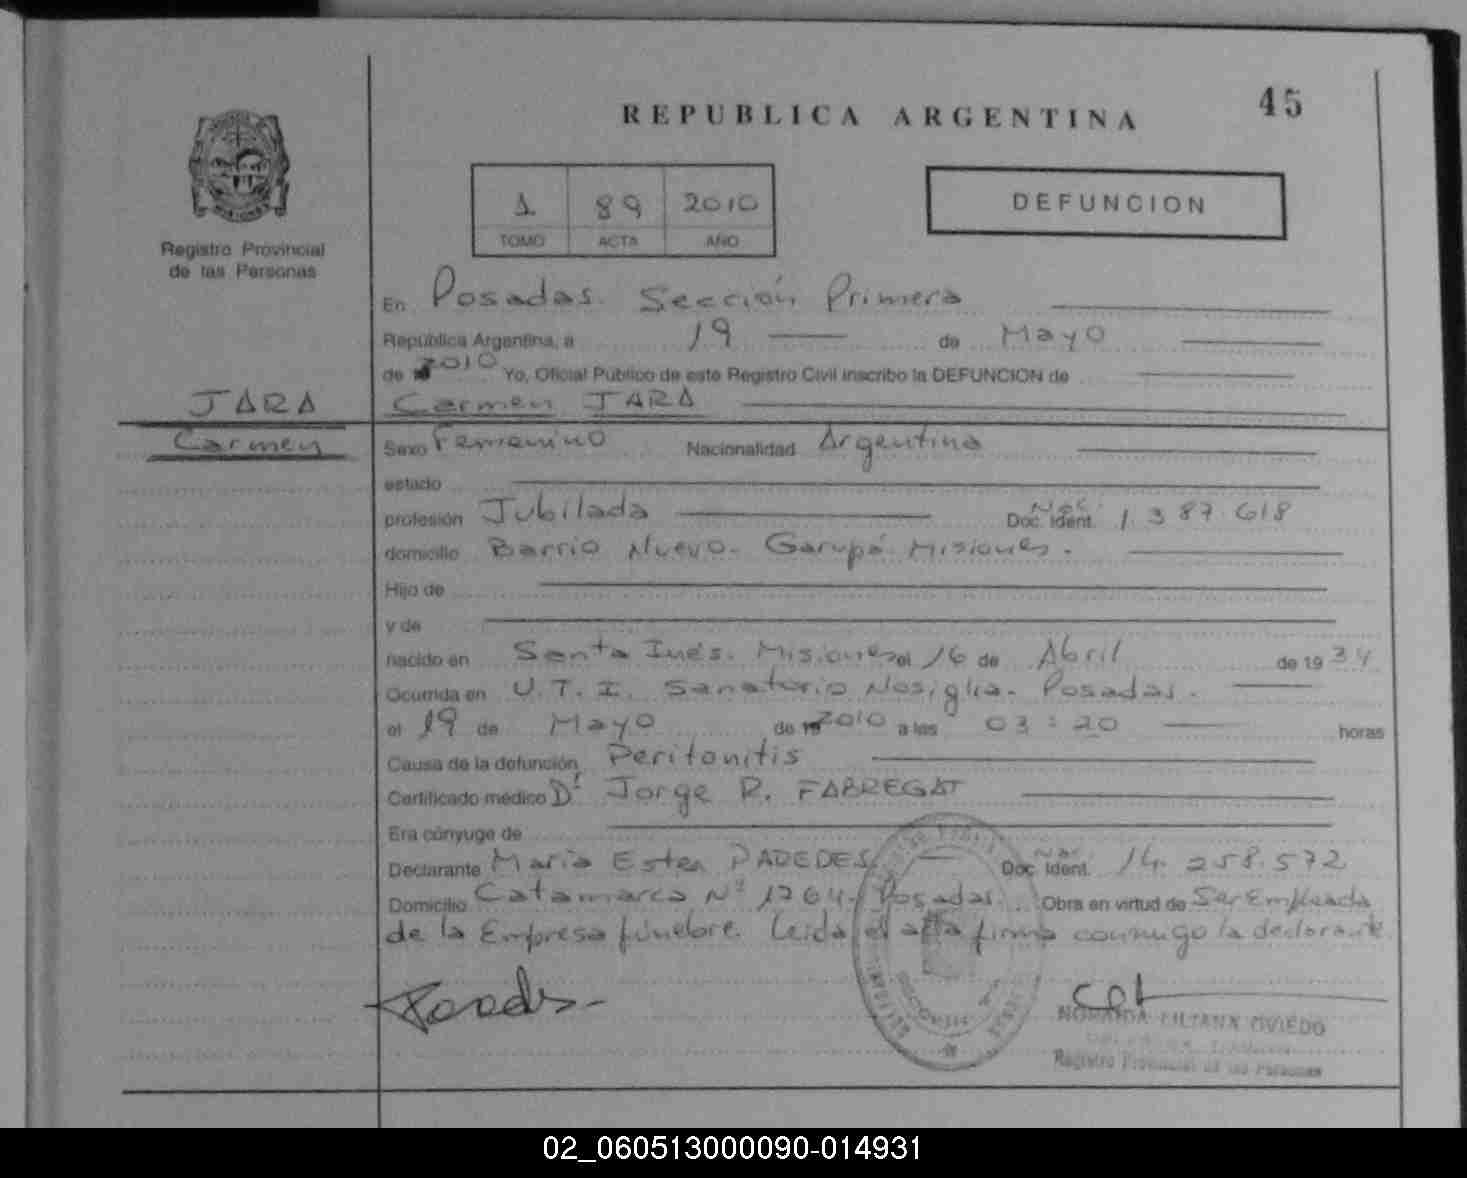 45
REPUBLICA ARGENTINA
1 89 2010
TOMO ACTA AÑO
DEFUNCION
Registro Provincial
de las Personas
En Posadas. Sección Primera
República Argentina, a 19 de Mayo
de 2010 Yo, Oficial Público de este Registro Civil inscribo la DEFUNCION de
JARA
Carmen JARA
Carmen
Sexo Femenino Nacionalidad Argentina
estado
profesión Jubilada Doc. Ident. 1.387.618
domicilio Barrio Nuevo. Garupá. Misiones.
Hijo de
y de
nacido en Santa Inés. Misiones el 16 de Abril de 1934
Ocurrida en U.T.I. Sanatorio Nosiglia. Posadas.
el 19 de Mayo de 2010 a las 03:20 horas
Causa de la defunción Peritonitis
Certificado médico Dr Jorge R. FABREGAT
Era cónyuge de
Declarante María Ester PAREDES Doc. Ident. 14.258.572
Domicilio Catamarca Nº 1764. Posadas. Obra en virtud de Ser Empleada
de la Empresa fúnebre. Leida el acta firma conmigo la declarante.
LILIANA OVIEDO
Registro Provincial de las Personas
02_060513000090-014931